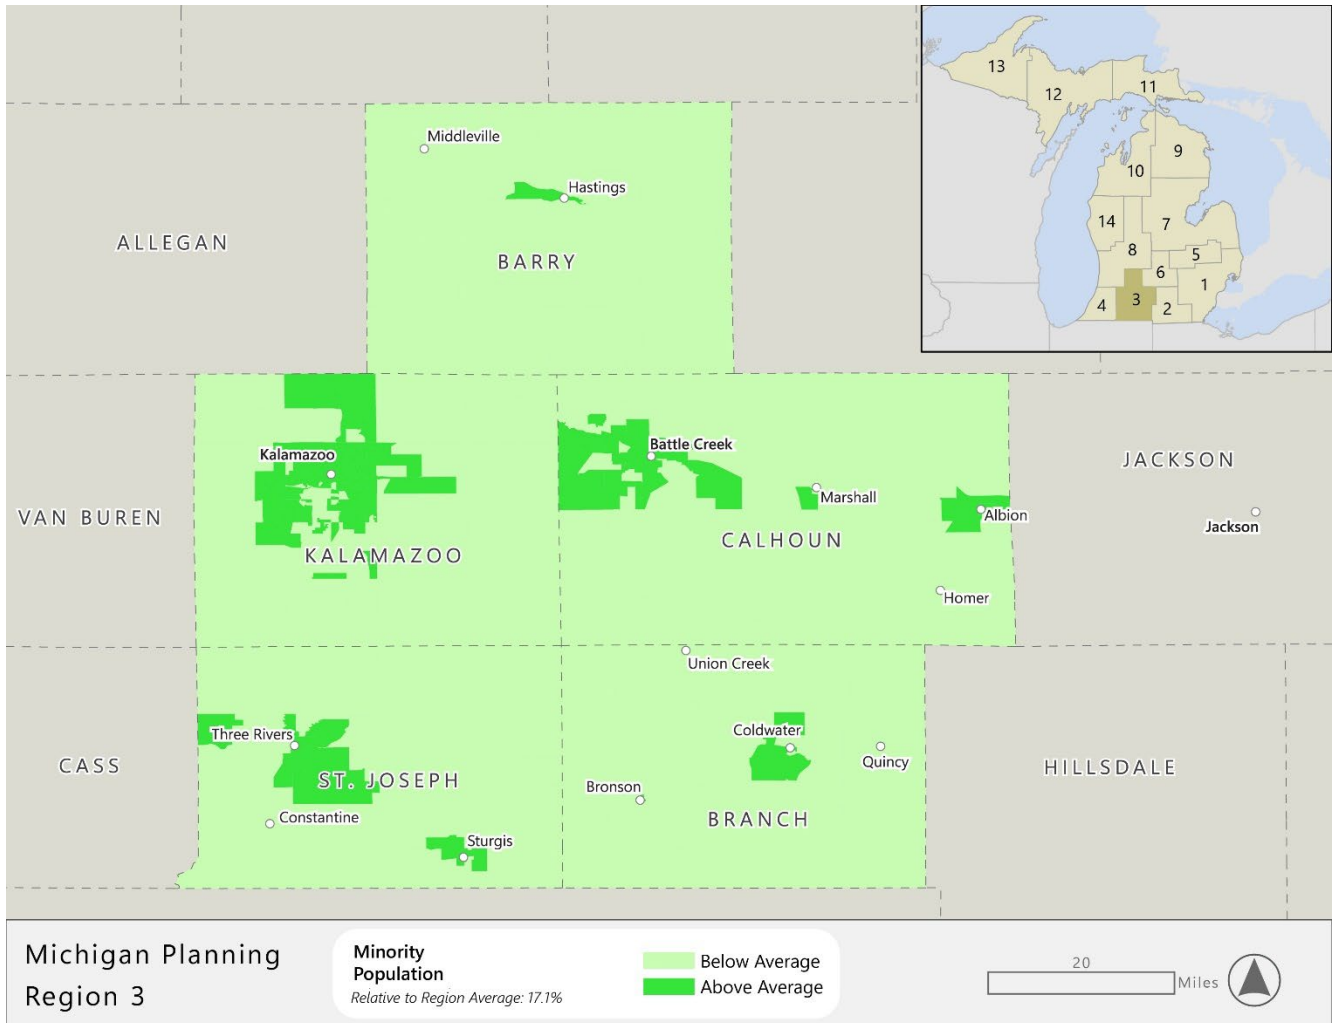 Middleville
Hastings
ALLEGAN
BARRY
13
12
11
9
10
14
7
8
5
6
1
4
3
2
Kalamazoo
Battle Creek
JACKSON
Marshall
VAN BUREN
Albion
Jackson
CALHOUN
KALAMAZOO
Homer
Union Creek
Three Rivers
Coldwater
CASS
Quincy
HILLSDALE
ST. JOSEPH
Bronson
Constantine
BRANCH
Sturgis
Michigan Planning
Region 3
Minority
Population
Relative to Region Average: 17.1%
Below Average
Above Average
20
Miles